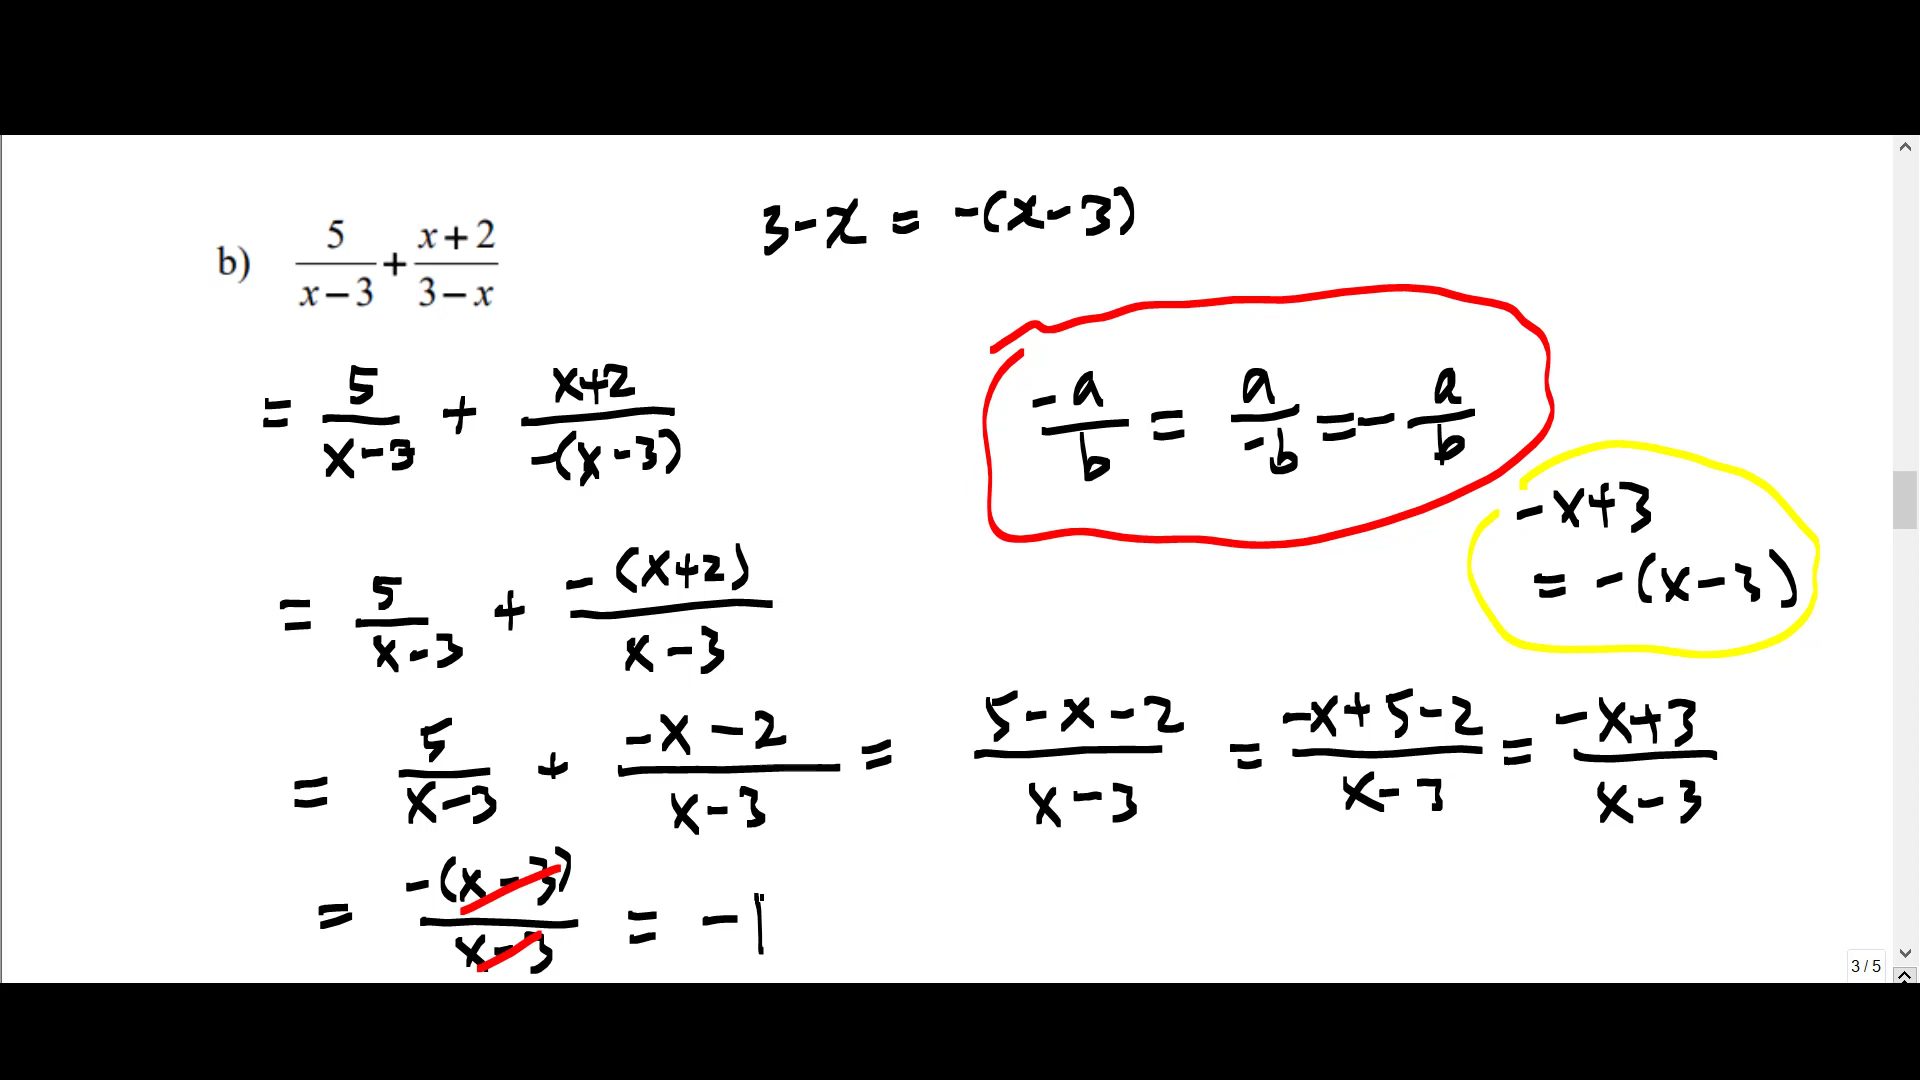 3-x = -(x-3)
b) 5/(x-3) + (x+2)/(3-x)
= 5/(x-3) + (x+2)/(-(x-3))
-a/b = a/-b = - a/b
-x+3
= -(x-3)
= 5/(x-3) + -(x+2)/(x-3)
= 5/(x-3) + (-x-2)/(x-3) = (5-x-2)/(x-3) = (-x+5-2)/(x-3) = (-x+3)/(x-3)
= -(x-3)/(x-3) = -1
3 / 5